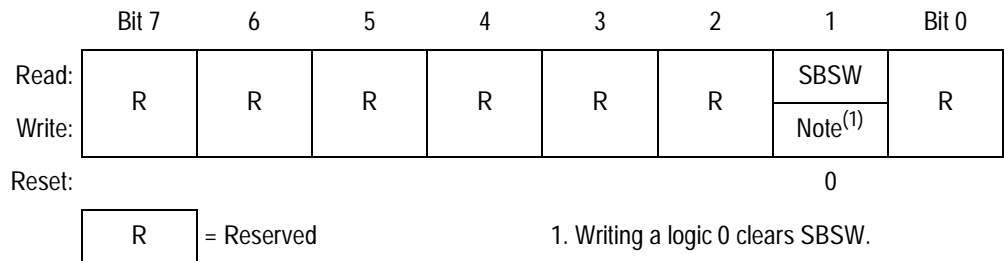 Bit 7 6 5 4 3 2 1 Bit 0
Read: R R R R R R SBSW R
Write: Note(1)
Reset: 0
R = Reserved 1. Writing a logic 0 clears SBSW.